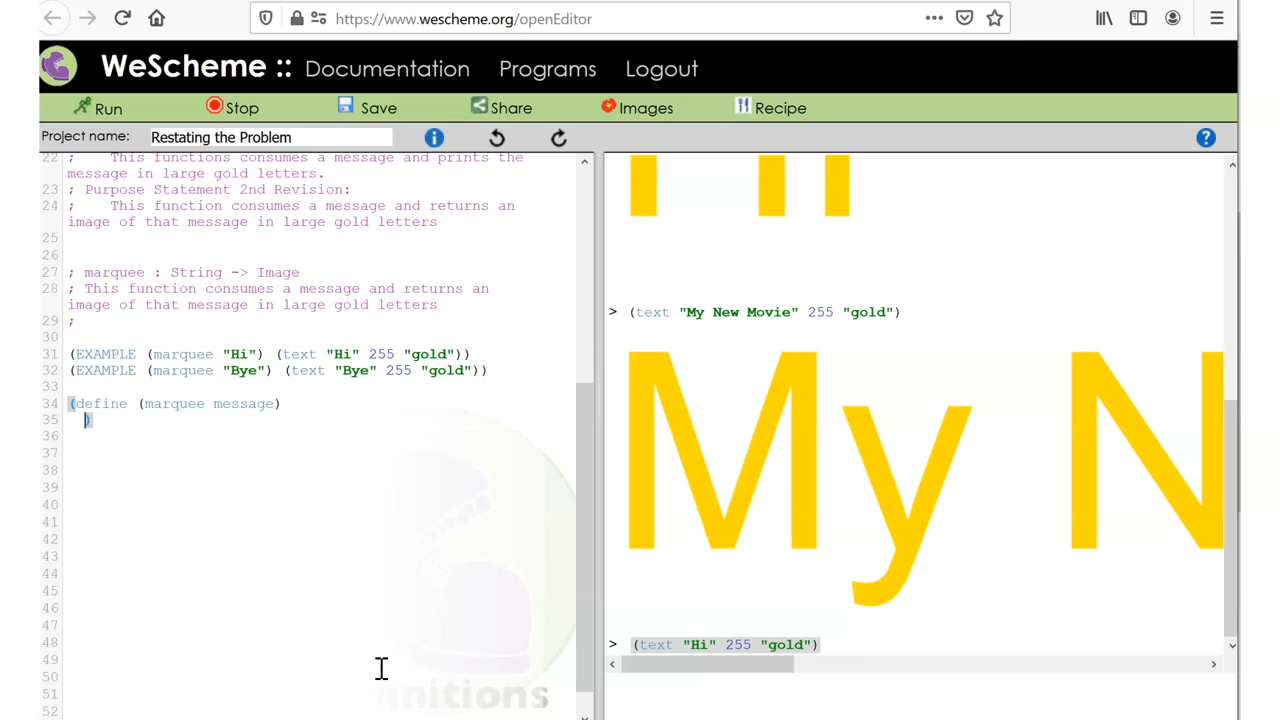 https://www.wescheme.org/openEditor
WeScheme :: Documentation Programs Logout
Run Stop Save Share Images Recipe
Project name: Restating the Problem
22 ; This functions consumes a message and prints the
message in large gold letters.
23 ; Purpose Statement 2nd Revision:
24 ; This function consumes a message and returns an
image of that message in large gold letters
25
26
27 ; marquee : String -> Image
28 ; This function consumes a message and returns an
image of that message in large gold letters
29 ;
30
31 (EXAMPLE (marquee "Hi") (text "Hi" 255 "gold"))
32 (EXAMPLE (marquee "Bye") (text "Bye" 255 "gold"))
33
34 (define (marquee message)
35 )
36
37
38
39
40
41
42
43
44
45
46
47
48
49
50
51
52
> (text "My New Movie" 255 "gold")
My N
> (text "Hi" 255 "gold")